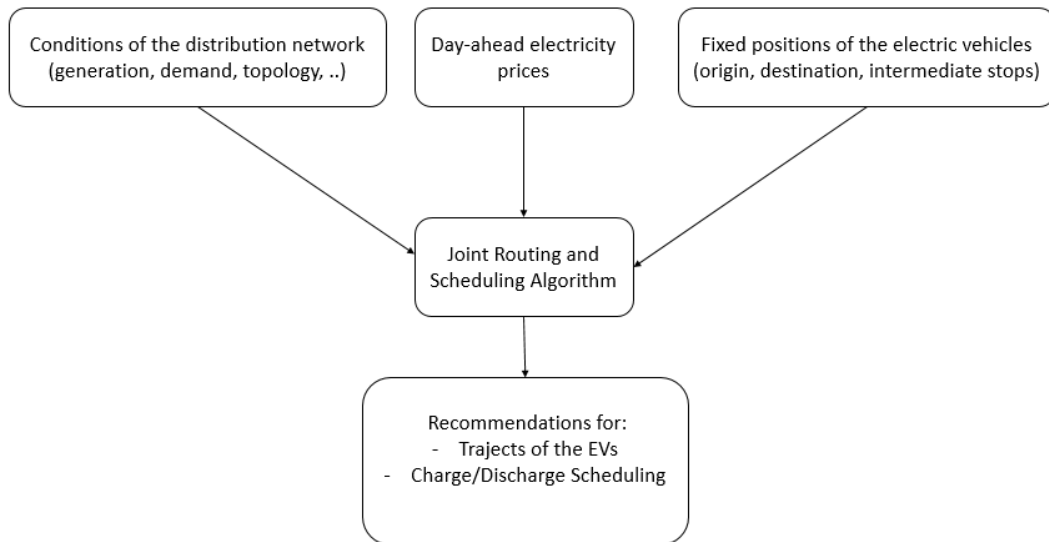 Conditions of the distribution network
(generation, demand, topology, ..)
Day-ahead electricity
prices
Fixed positions of the electric vehicles
(origin, destination, intermediate stops)
Joint Routing and
Scheduling Algorithm
Recommendations for:
- Trajects of the EVs
- Charge/Discharge Scheduling